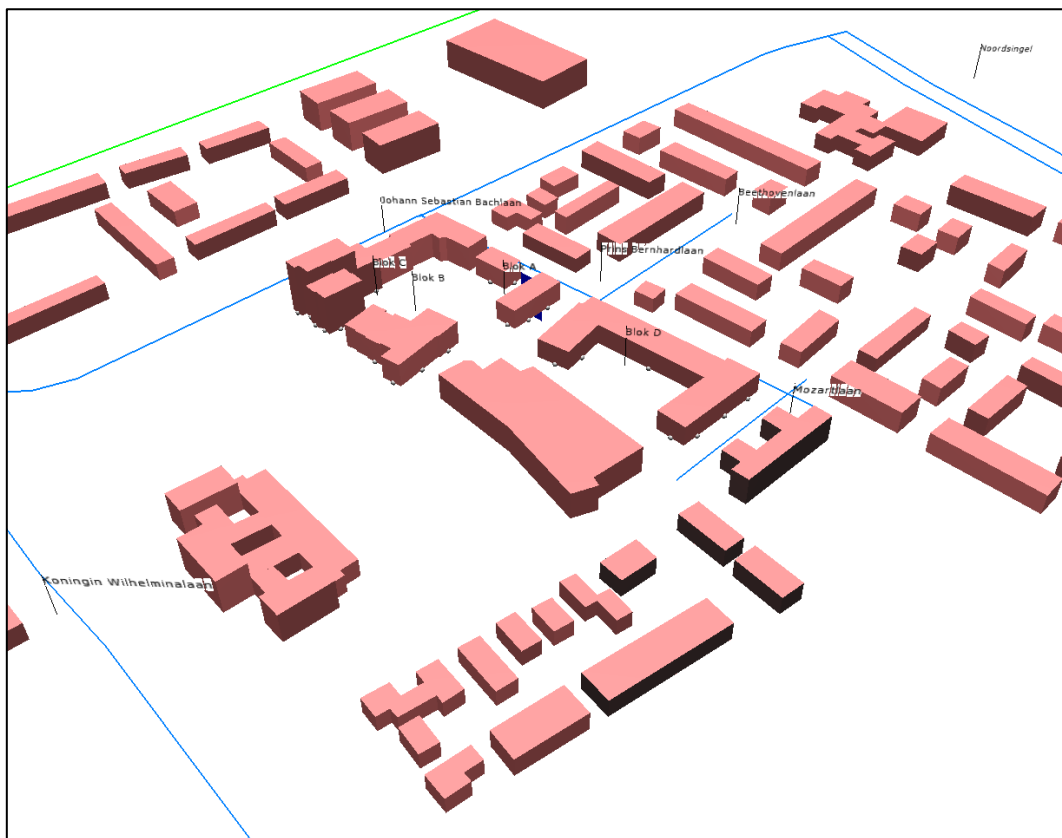 Noordsingel
Johann Sebastian Bachlaan
Beethovenlaan
Prins Bernhardlaan
Blok C
Blok A
Blok B
Blok D
Mozartlaan
Koningin Wilhelminalaan